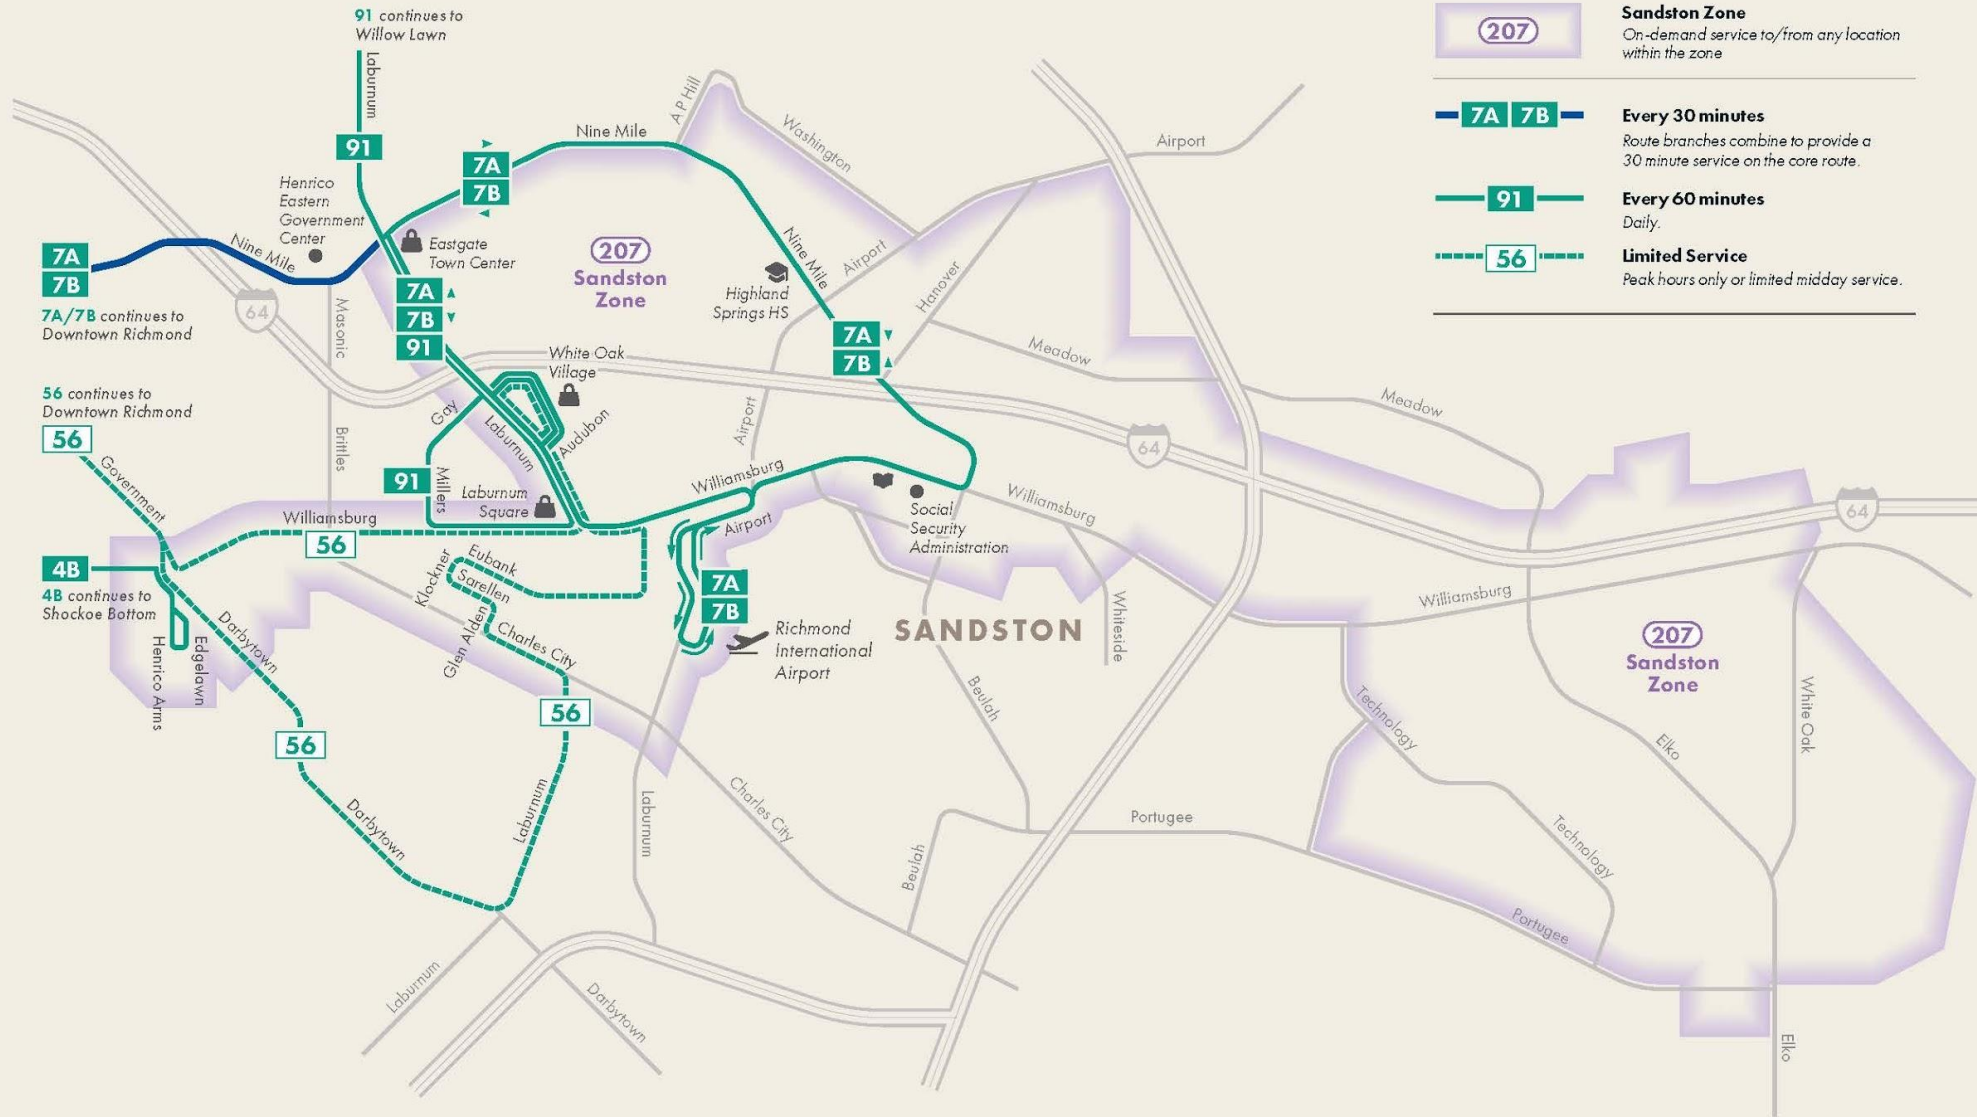 91 continues to
Willow Lawn
Laburnum
91
Henrico
Eastern
Government
Center
7A
7B
Nine Mile
A P Hill
Washington
Airport
Nine Mile
7A
7B
7A/7B continues to
Downtown Richmond
64
Masonic
Eastgate
Town Center
7A
7B
91
207
Sandston
Zone
Nine Mile
Airport
Hanover
Highland
Springs HS
7A
7B
Meadow
Meadow
White Oak
Village
56 continues to
Downtown Richmond
56
Government
Brittles
Gay
Laburnum
Audubon
Airport
64
91
Millers
Laburnum
Square
Williamsburg
Williamsburg
56
Williamsburg
Social
Security
Administration
64
Airport
4B
4B continues to
Shockoe Bottom
Henrico Arms
Edgelawn
Darbytown
Klockner
Eubank
Sarellen
Glen Alden
Charles City
7A
7B
Richmond
International
Airport
SANDSTON
Whiteside
Williamsburg
207
Sandston
Zone
56
56
Darbytown
Laburnum
Laburnum
Charles City
Beulah
Beulah
Portugee
Technology
Technology
Elko
White Oak
Portugee
Laburnum
Darbytown
Elko
207
Sandston Zone
On-demand service to/from any location
within the zone
7A 7B
Every 30 minutes
Route branches combine to provide a
30 minute service on the core route.
91
Every 60 minutes
Daily.
56
Limited Service
Peak hours only or limited midday service.